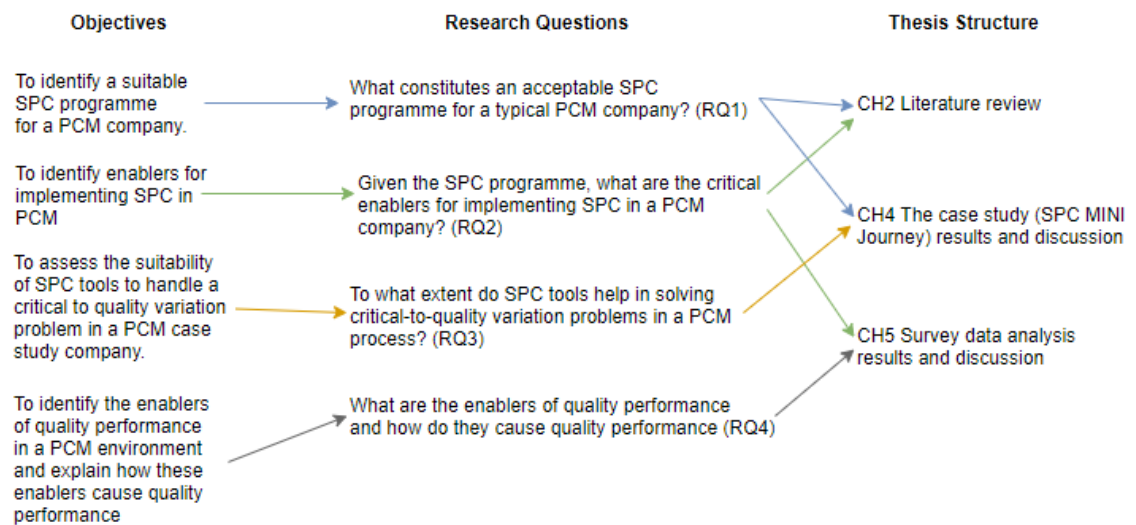 Objectives
Research Questions
Thesis Structure
To identify a suitable
SPC programme
for a PCM company.
What constitutes an acceptable SPC
programme for a typical PCM company? (RQ1)
CH2 Literature review
To identify enablers for
implementing SPC in
PCM
Given the SPC programme, what are the critical
enablers for implementing SPC in a PCM
company? (RQ2)
CH4 The case study (SPC MINI
Journey) results and discussion
To assess the suitability
of SPC tools to handle a
critical to quality variation
problem in a PCM case
study company.
To what extent do SPC tools help in solving
critical-to-quality variation problems in a PCM
process? (RQ3)
CH5 Survey data analysis
results and discussion
To identify the enablers
of quality performance
in a PCM environment
and explain how these
enablers cause quality
performance
What are the enablers of quality performance
and how do they cause quality performance (RQ4)